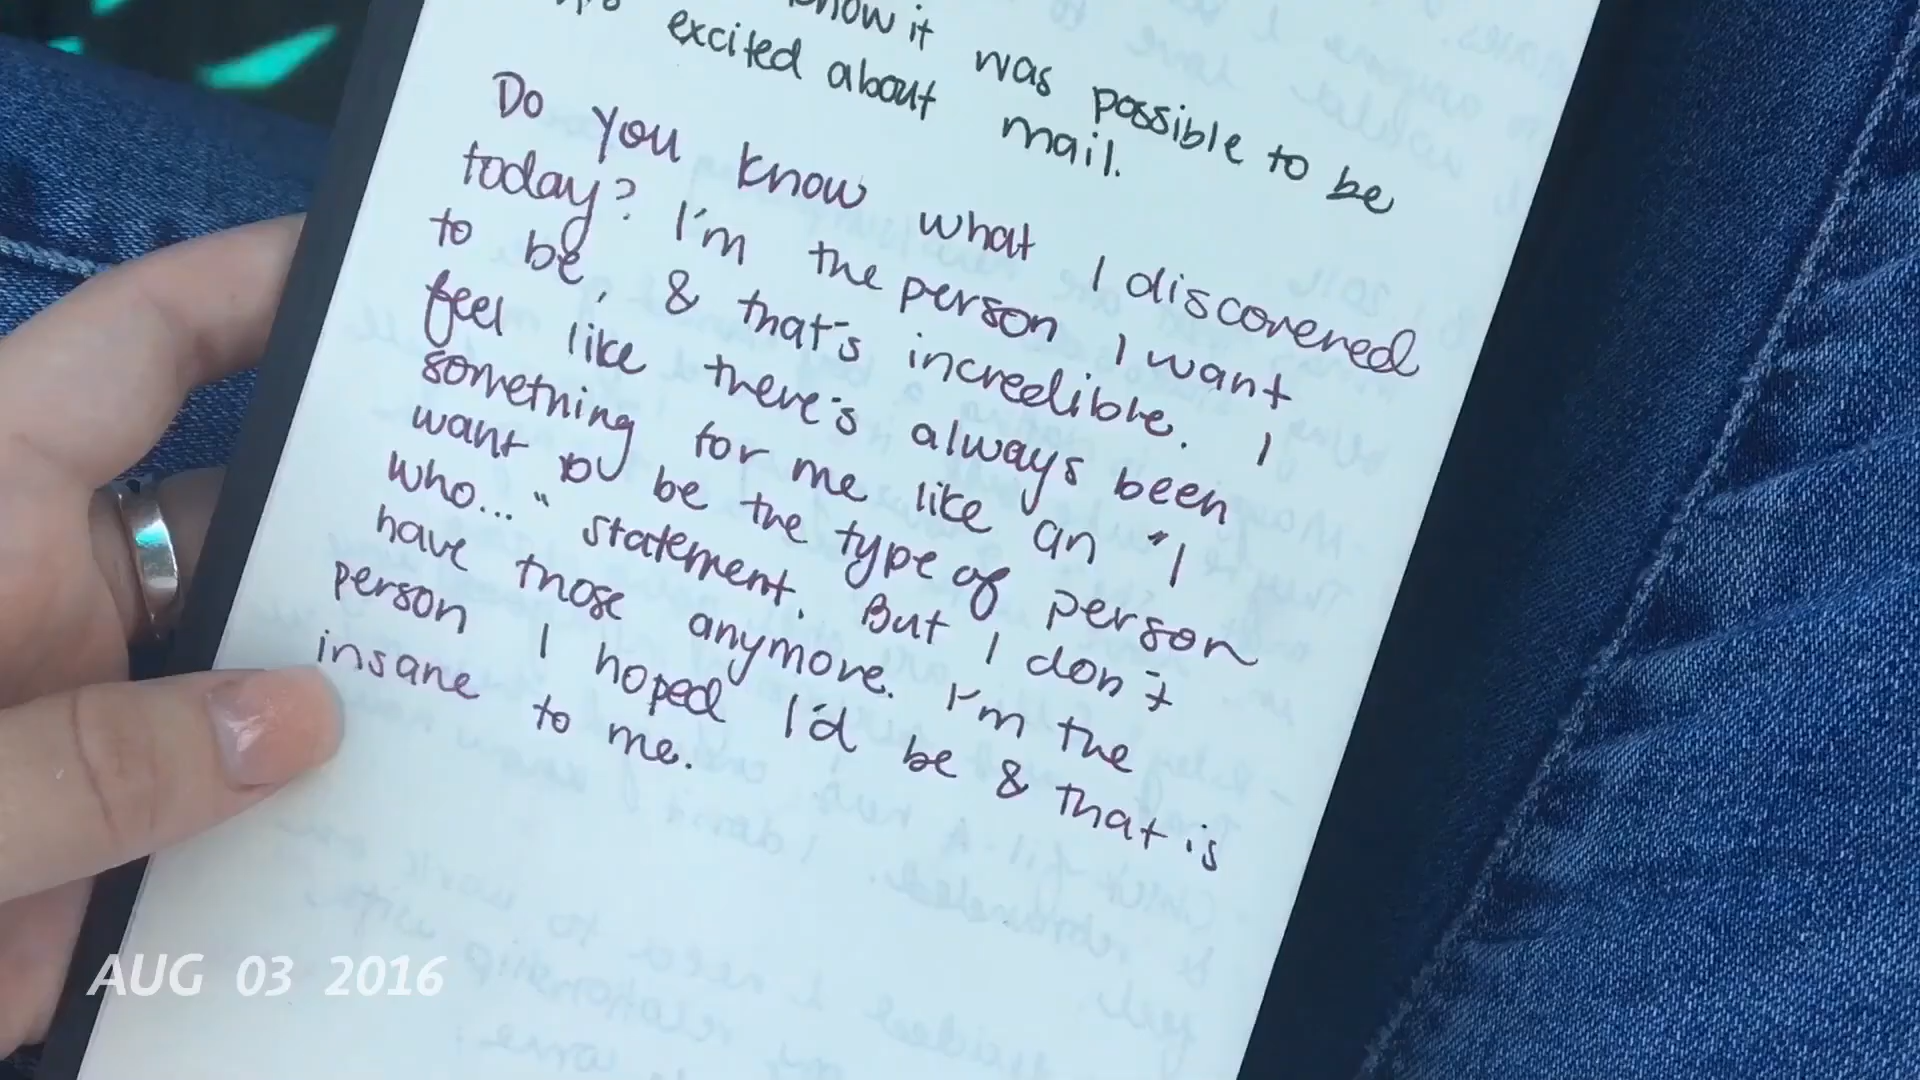 know it was possible to be
excited about mail.
Do you know what I discovered
today? I'm the person I want
to be, & that's incredible. I
feel like there's always been
something for me like an "I
want to be the type of person
who..." statement. But I don't
have those anymore. I'm the
person I hoped I'd be & that is
insane to me.
AUG 03 2016